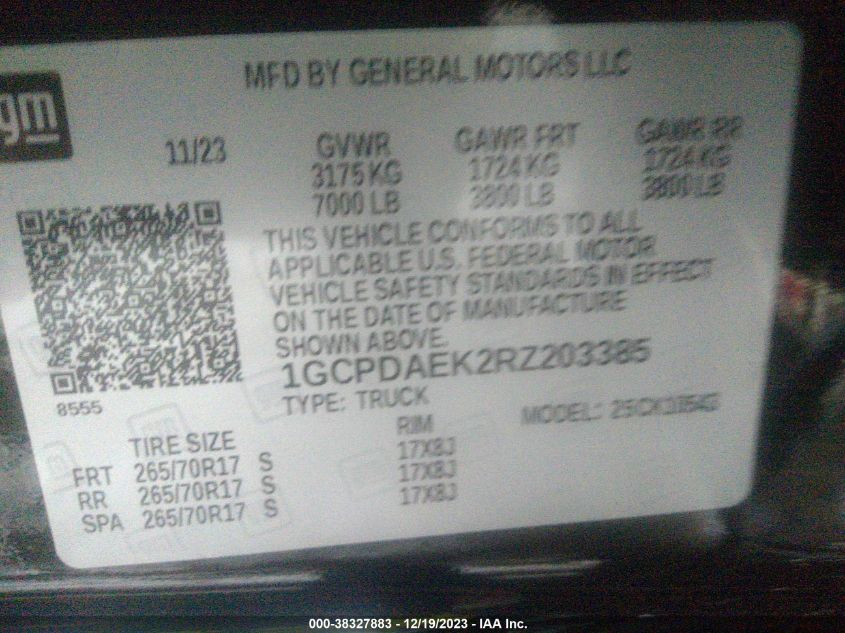 MFD BY GENERAL MOTORS LLC
gm
11/23
GVWR GAWR FRT GAWR RR
3175 KG 1724 KG 1724 KG
7000 LB 3800 LB 3800 LB
THIS VEHICLE CONFORMS TO ALL
APPLICABLE U.S. FEDERAL MOTOR
VEHICLE SAFETY STANDARDS IN EFFECT
ON THE DATE OF MANUFACTURE
SHOWN ABOVE.
1GCPDAEK2RZ203385
8555
TYPE: TRUCK MODEL:
TIRE SIZE RIM
FRT 265/70R17 S 17X8J
RR 265/70R17 S 17X8J
SPA 265/70R17 S 17X8J
000-38327883 - 12/19/2023 - IAA Inc.